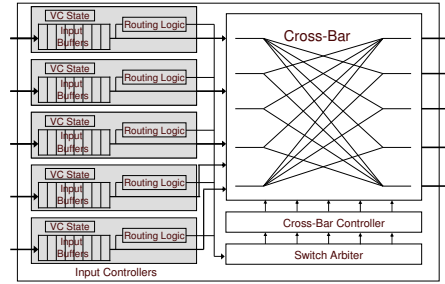 VC State
Routing Logic
Input
Buffers
VC State
Routing Logic
Input
Buffers
VC State
Routing Logic
Input
Buffers
VC State
Routing Logic
Input
Buffers
VC State
Routing Logic
Input
Buffers
Input Controllers
Cross-Bar
Cross-Bar Controller
Switch Arbiter